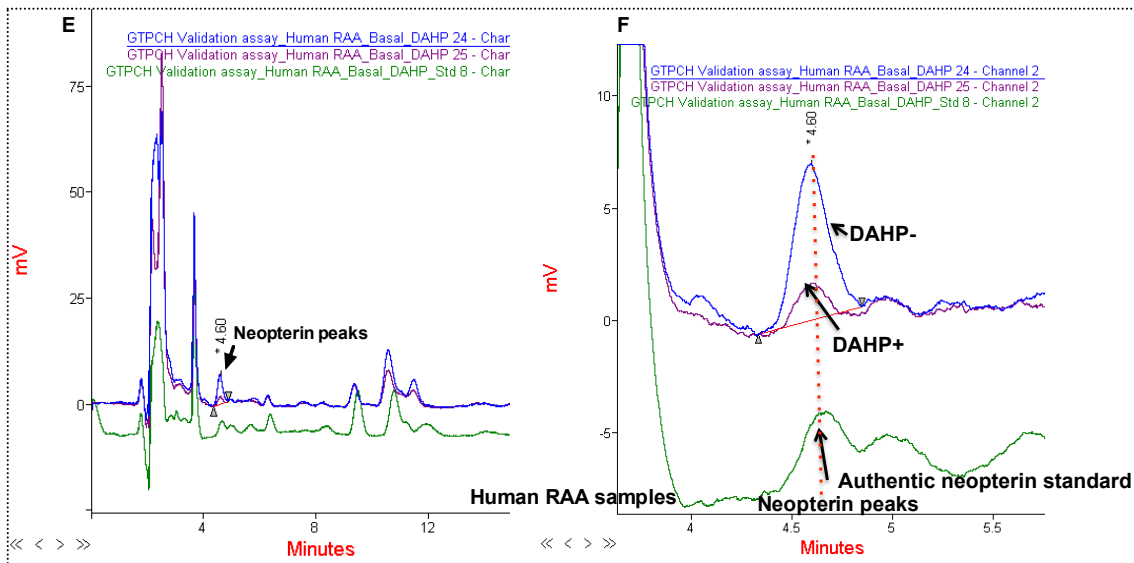 E
GTPCH Validation assay_Human RAA_Basal_DAHP 24 - Char
GTPCH Validation assay_Human RAA_Basal_DAHP 25 - Char
GTPCH Validation assay_Human RAA_Basal_DAHP_Std 8 - Char
75
50
25
0
mV
* 4.60
Neopterin peaks
4
8
12
Minutes
« < > »
Human RAA samples
F
GTPCH Validation assay_Human RAA_Basal_DAHP 24 - Channel 2
GTPCH Validation assay_Human RAA_Basal_DAHP 25 - Channel 2
GTPCH Validation assay_Human RAA_Basal_DAHP_Std 8 - Channel 2
10
5
0
-5
mV
* 4.60
DAHP-
DAHP+
Authentic neopterin standard
Neopterin peaks
4
4.5
5
5.5
Minutes
« < > »